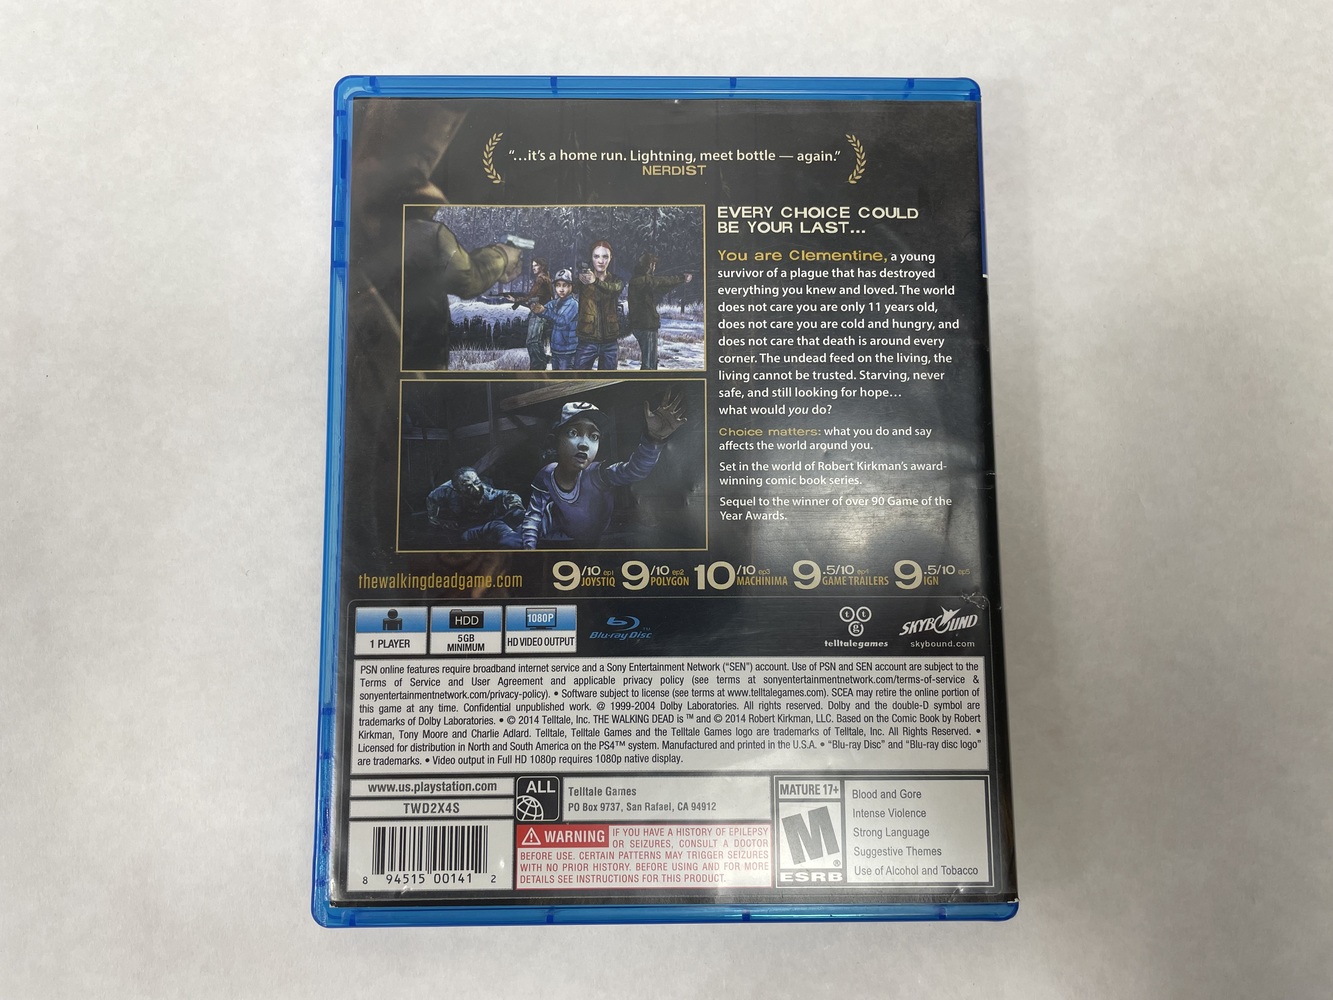 “...it’s a home run. Lightning, meet bottle — again.”
NERDIST
EVERY CHOICE COULD
BE YOUR LAST...
You are Clementine, a young
survivor of a plague that has destroyed
everything you knew and loved. The world
does not care you are only 11 years old,
does not care you are cold and hungry, and
does not care that death is around every
corner. The undead feed on the living, the
living cannot be trusted. Starving, never
safe, and still looking for hope...
what would you do?
Choice matters: what you do and say
affects the world around you.
Set in the world of Robert Kirkman’s award-
winning comic book series.
Sequel to the winner of over 90 Game of the
Year Awards.
thewalkingdeadgame.com
9/10 ep1 JOYSTIQ
9/10 ep2 POLYGON
10/10 ep3 MACHINIMA
9.5/10 ep4 GAME TRAILERS
9.5/10 ep5 IGN
1 PLAYER
HDD
5GB
MINIMUM
1080P
HD VIDEO OUTPUT
Blu-ray Disc™
ttg
telltalegames
SKYBOUND
skybound.com
PSN online features require broadband internet service and a Sony Entertainment Network (“SEN”) account. Use of PSN and SEN account are subject to the
Terms of Service and User Agreement and applicable privacy policy (see terms at sonyentertainmentnetwork.com/terms-of-service &
sonyentertainmentnetwork.com/privacy-policy). • Software subject to license (see terms at www.telltalegames.com). SCEA may retire the online portion of
this game at any time. Confidential unpublished work. @ 1999-2004 Dolby Laboratories. All rights reserved. Dolby and the double-D symbol are
trademarks of Dolby Laboratories. • © 2014 Telltale, Inc. THE WALKING DEAD is ™ and © 2014 Robert Kirkman, LLC. Based on the Comic Book by Robert
Kirkman, Tony Moore and Charlie Adlard. Telltale, Telltale Games and the Telltale Games logo are trademarks of Telltale, Inc. All Rights Reserved. •
Licensed for distribution in North and South America on the PS4™ system. Manufactured and printed in the U.S.A. • “Blu-ray Disc” and “Blu-ray disc logo”
are trademarks. • Video output in Full HD 1080p requires 1080p native display.
www.us.playstation.com
TWD2X4S
8 94515 00141 2
ALL
Telltale Games
PO Box 9737, San Rafael, CA 94912
WARNING IF YOU HAVE A HISTORY OF EPILEPSY
OR SEIZURES, CONSULT A DOCTOR
BEFORE USE. CERTAIN PATTERNS MAY TRIGGER SEIZURES
WITH NO PRIOR HISTORY. BEFORE USING AND FOR MORE
DETAILS SEE INSTRUCTIONS FOR THIS PRODUCT.
MATURE 17+
M
®
ESRB
Blood and Gore
Intense Violence
Strong Language
Suggestive Themes
Use of Alcohol and Tobacco